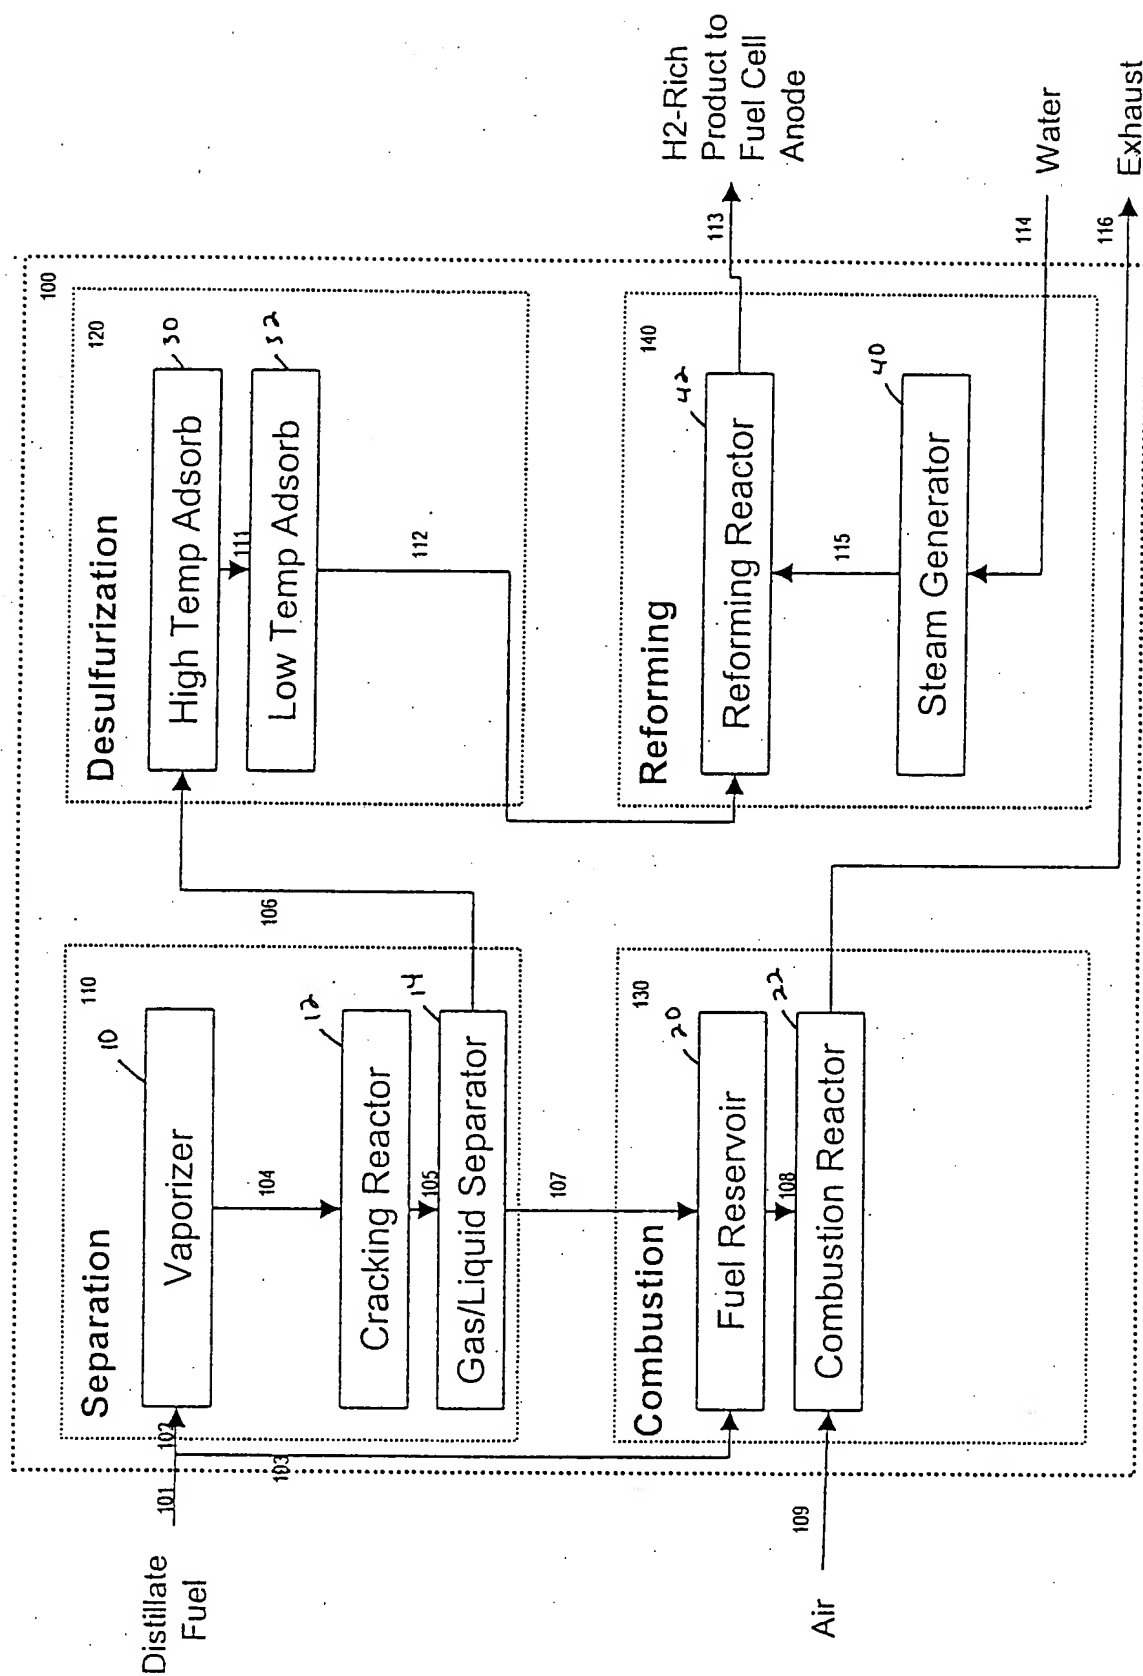 100
Separation
110
10
Vaporizer
104
12
Cracking Reactor
105
14
Gas/Liquid Separator
107
106
Desulfurization
120
30
High Temp Adsorb
111
32
Low Temp Adsorb
112
Distillate
Fuel
101
102
103
Combustion
130
20
Fuel Reservoir
108
22
Combustion Reactor
Air
109
Reforming
140
42
Reforming Reactor
115
40
Steam Generator
113
H2-Rich
Product to
Fuel Cell
Anode
114
Water
116
Exhaust